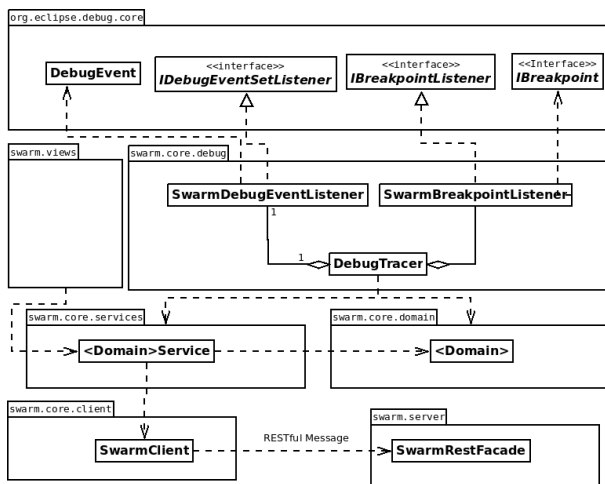 org.eclipse.debug.core
DebugEvent
<<interface>>
IDebugEventSetListener
<<interface>>
IBreakpointListener
<<Interface>>
IBreakpoint
swarm.views
swarm.core.debug
SwarmDebugEventListener
SwarmBreakpointListener
1
1
DebugTracer
swarm.core.services
<Domain>Service
swarm.core.domain
<Domain>
swarm.core.client
SwarmClient
RESTful Message
swarm.server
SwarmRestFacade